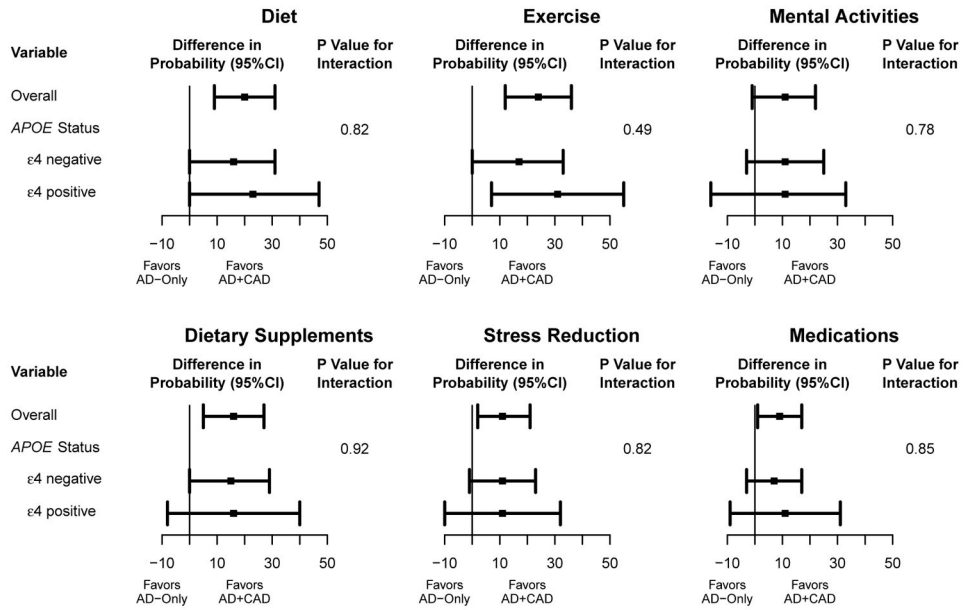 Diet Exercise Mental Activities
Variable Difference in Probability (95%CI) P Value for Interaction Difference in Probability (95%CI) P Value for Interaction Difference in Probability (95%CI) P Value for Interaction
Overall
APOE Status 0.82 0.49 0.78
ε4 negative
ε4 positive
−10 10 30 50 −10 10 30 50 −10 10 30 50
Favors AD−Only Favors AD+CAD Favors AD−Only Favors AD+CAD Favors AD−Only Favors AD+CAD
Dietary Supplements Stress Reduction Medications
Variable Difference in Probability (95%CI) P Value for Interaction Difference in Probability (95%CI) P Value for Interaction Difference in Probability (95%CI) P Value for Interaction
Overall
APOE Status 0.92 0.82 0.85
ε4 negative
ε4 positive
−10 10 30 50 −10 10 30 50 −10 10 30 50
Favors AD−Only Favors AD+CAD Favors AD−Only Favors AD+CAD Favors AD−Only Favors AD+CAD